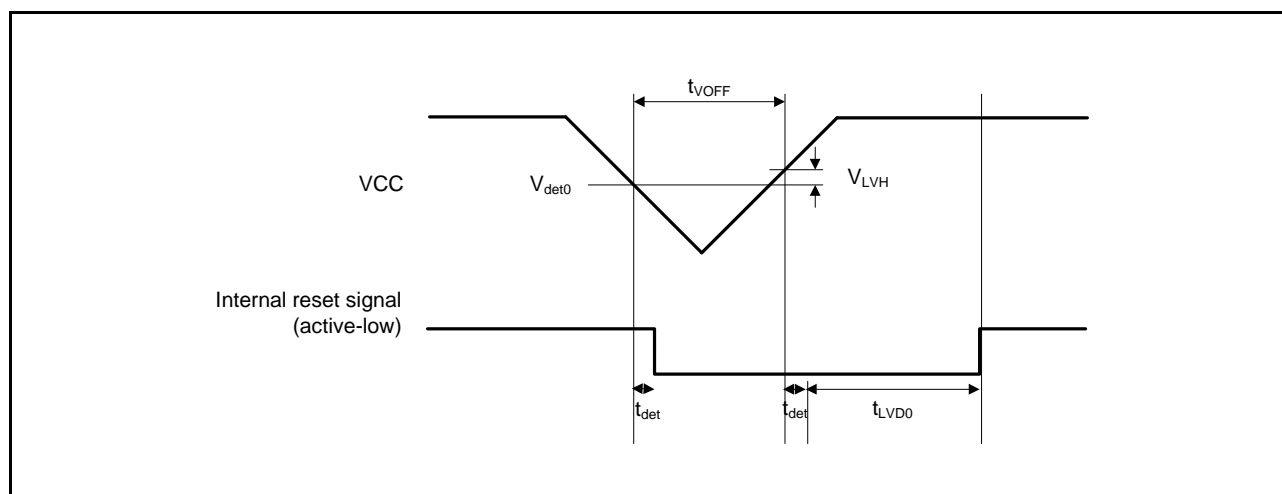 tVOFF
VCC
Vdet0
VLVH
Internal reset signal
(active-low)
tdet
tdet
tLVD0